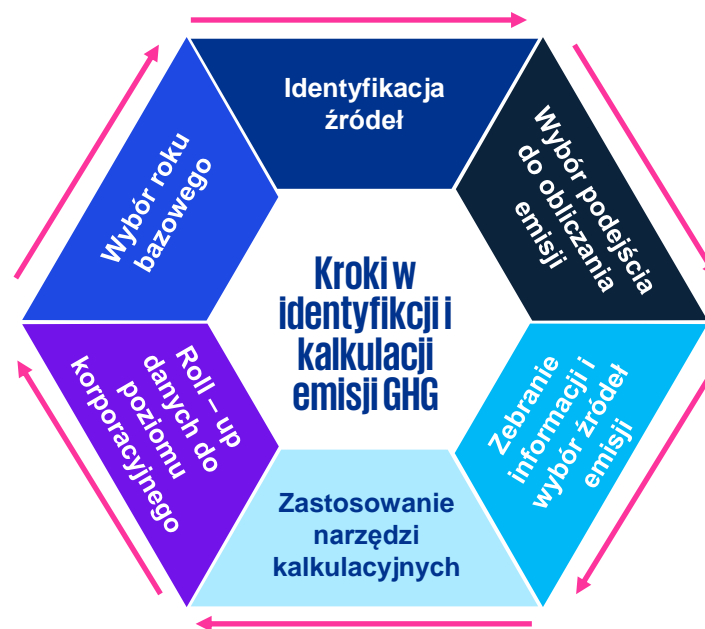 Identyfikacja
źródeł
Wybór podejścia
do obliczania
emisji
Zebranie
informacji i
wybór źródeł
emisji
Zastosowanie
narzędzi
kalkulacyjnych
Roll – up
danych do
poziomu
korporacyjnego
Wybór roku
bazowego
Kroki w
identyfikcji i
kalkulacji
emisji GHG